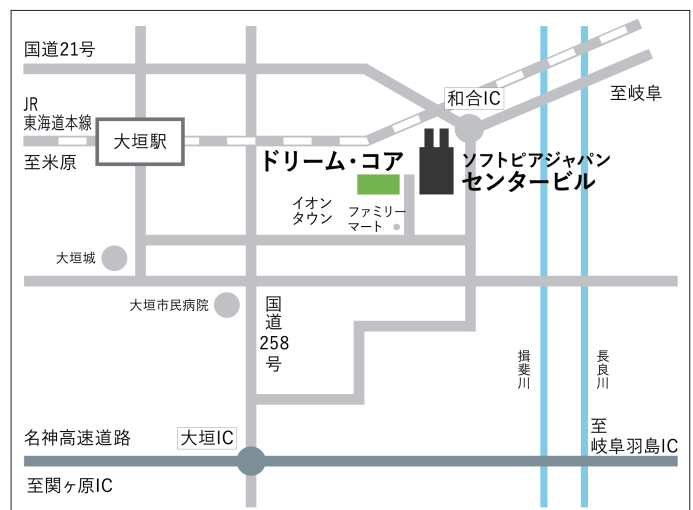 国道21号
JR
東海道本線
大垣駅
至米原
和合IC
至岐阜
ドリーム・コア
ソフトピアジャパン
センタービル
イオン
タウン
ファミリー
マート
大垣城
大垣市民病院
国道258号
揖斐川
長良川
名神高速道路
大垣IC
至
岐阜羽島IC
至関ヶ原IC